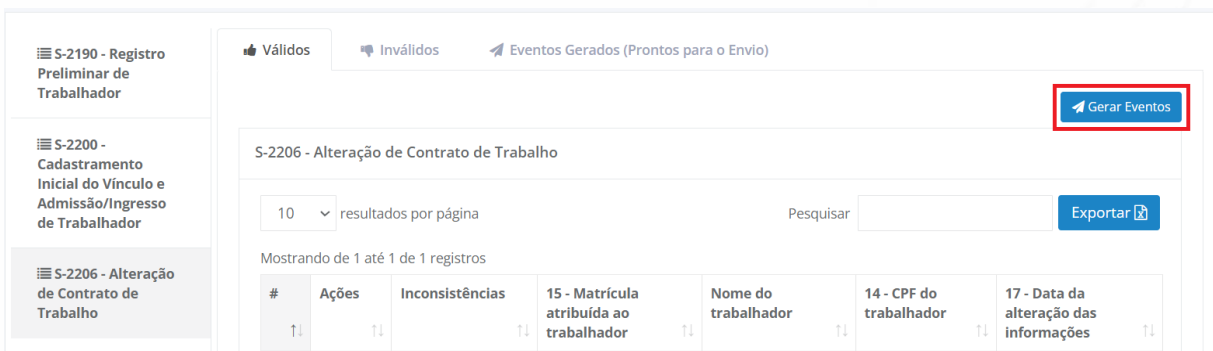 S-2190 - Registro
Preliminar de
Trabalhador
S-2200 -
Cadastramento
Inicial do Vínculo e
Admissão/Ingresso
de Trabalhador
S-2206 - Alteração
de Contrato de
Trabalho
Válidos
Inválidos
Eventos Gerados (Prontos para o Envio)
Gerar Eventos
S-2206 - Alteração de Contrato de Trabalho
10 resultados por página
Pesquisar
Exportar
Mostrando de 1 até 1 de 1 registros
#
Ações
Inconsistências
15 - Matrícula
atribuída ao
trabalhador
Nome do
trabalhador
14 - CPF do
trabalhador
17 - Data da
alteração das
informações